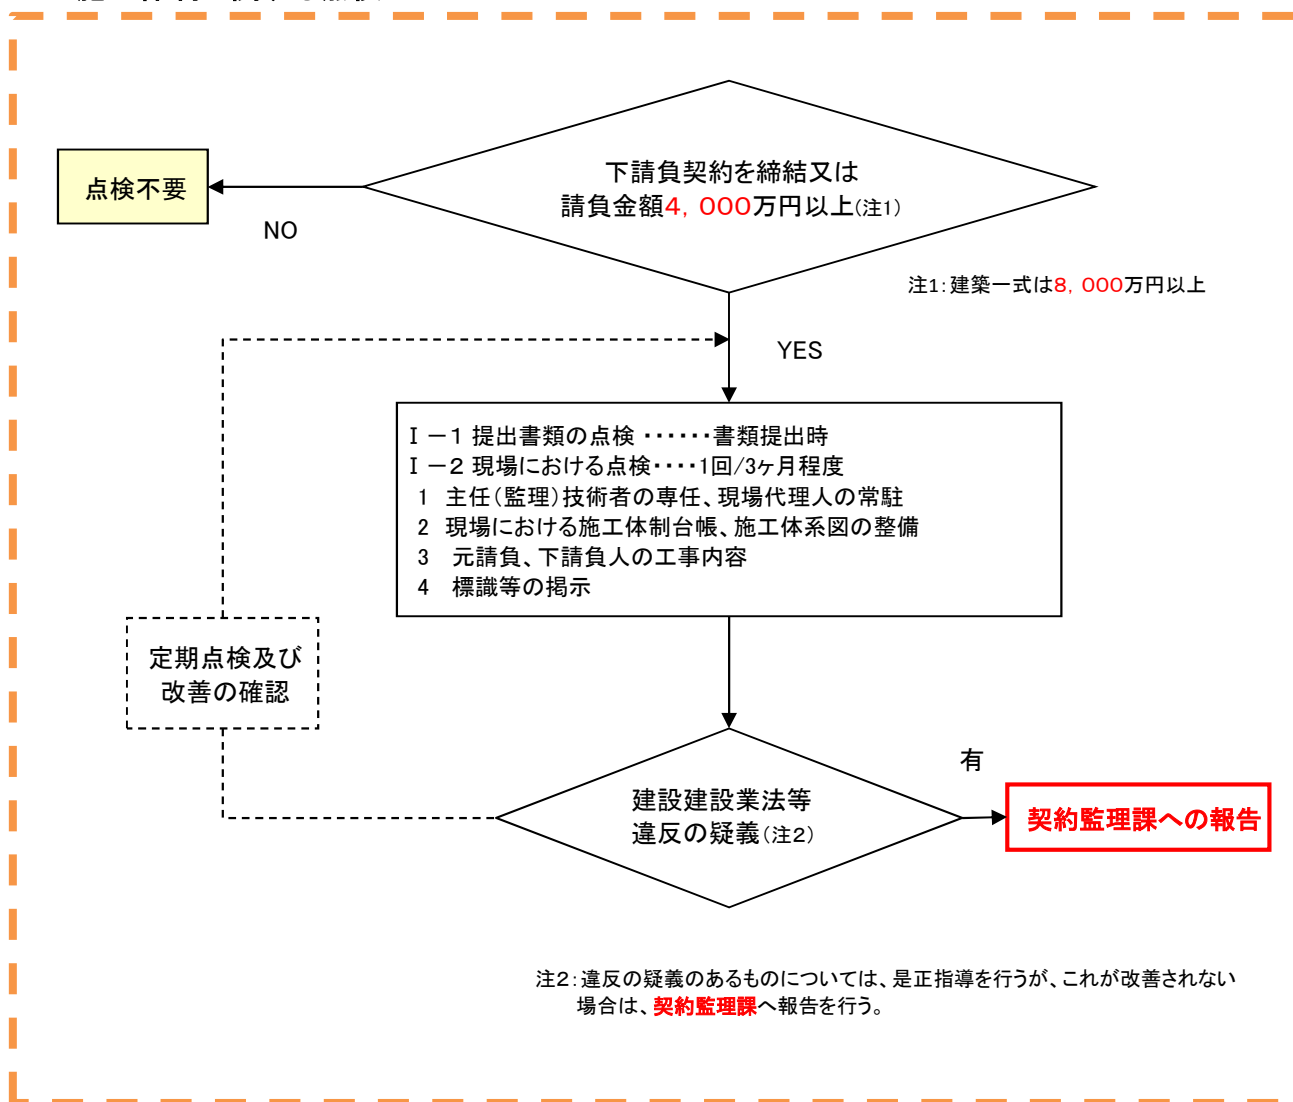 下請負契約を締結又は
請負金額4，000万円以上(注1)
点検不要
NO
注1：建築一式は8，000万円以上
YES
Ⅰ－1 提出書類の点検 ・・・・・・書類提出時
Ⅰ－2 現場における点検・・・・1回/3ヶ月程度
1 主任(監理)技術者の専任、現場代理人の常駐
2 現場における施工体制台帳、施工体系図の整備
3 元請負、下請負人の工事内容
4 標識等の掲示
定期点検及び
改善の確認
建設建設業法等
違反の疑義(注2)
有
契約監理課への報告
注2：違反の疑義のあるものについては、是正指導を行うが、これが改善されない
場合は、契約監理課へ報告を行う。